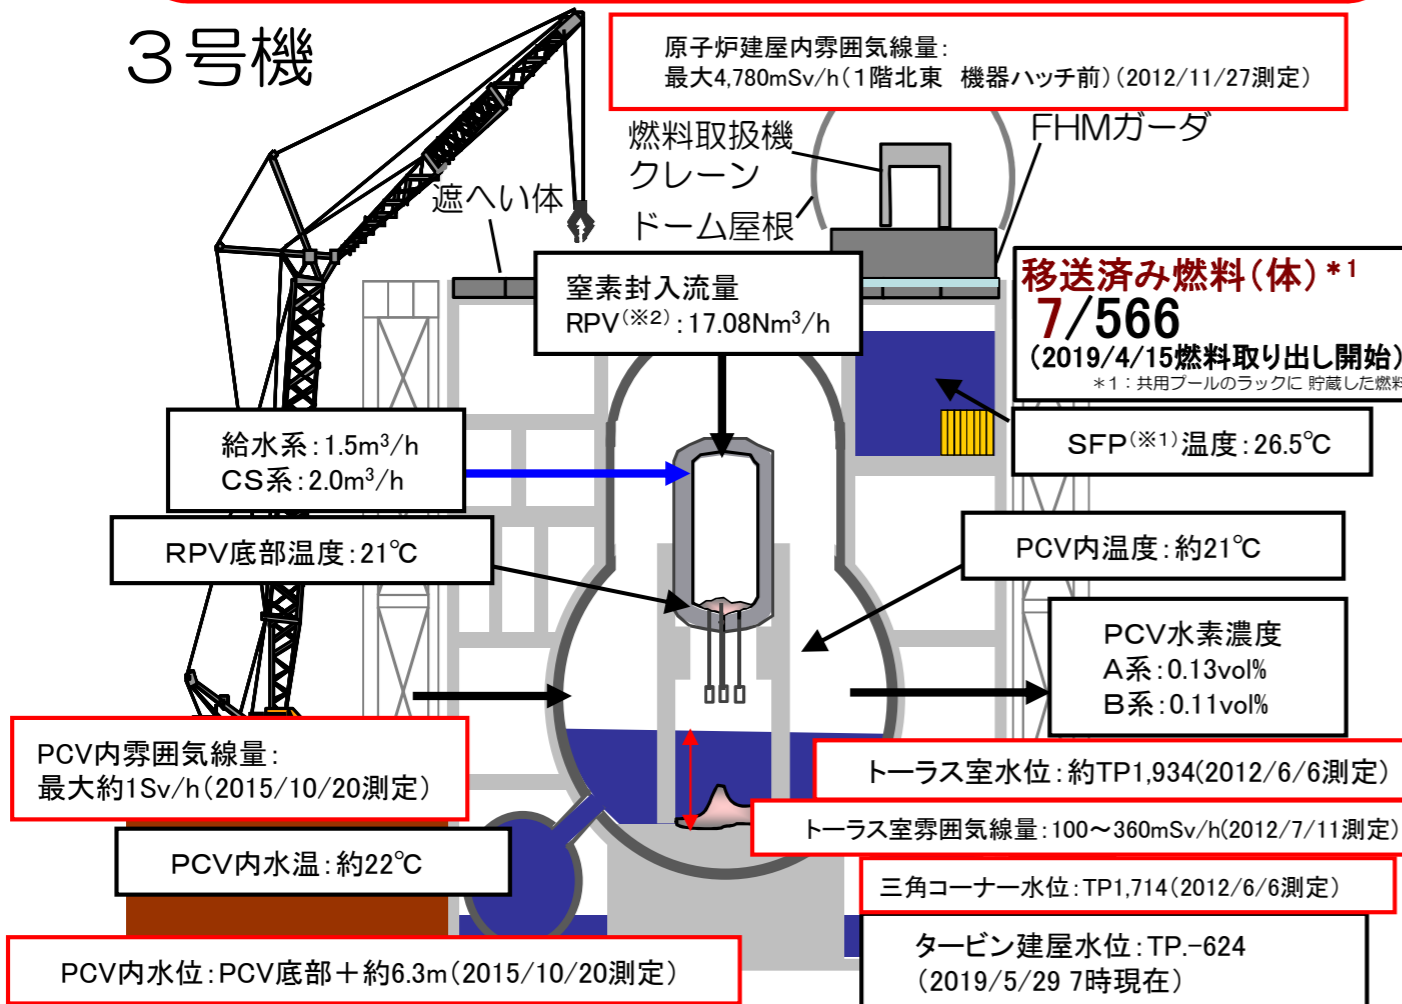 3号機
原子炉建屋内雰囲気線量:
最大4,780mSv/h(1階北東 機器ハッチ前)(2012/11/27測定)
燃料取扱機
クレーン
FHMガーダ
遮へい体
ドーム屋根
窒素封入流量
RPV(※2):17.08Nm³/h
移送済み燃料(体)*1
7/566
(2019/4/15燃料取り出し開始)
*1:共用プールのラックに 貯蔵した燃料
給水系:1.5m³/h
CS系:2.0m³/h
SFP(※1)温度:26.5℃
RPV底部温度:21℃
PCV内温度:約21℃
PCV水素濃度
A系:0.13vol%
B系:0.11vol%
PCV内雰囲気線量:
最大約1Sv/h(2015/10/20測定)
トーラス室水位:約TP1,934(2012/6/6測定)
トーラス室雰囲気線量:100~360mSv/h(2012/7/11測定)
PCV内水温:約22℃
三角コーナー水位:TP1,714(2012/6/6測定)
PCV内水位:PCV底部+約6.3m(2015/10/20測定)
タービン建屋水位:TP.-624
(2019/5/29 7時現在)